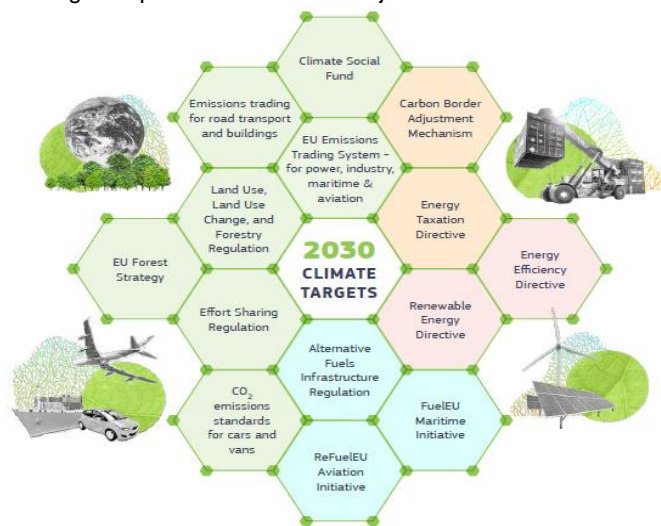 Climate Social
Fund
Emissions trading
for road transport
and buildings
Carbon Border
Adjustment
Mechanism
EU Emissions
Trading System –
for power, industry,
maritime &
aviation
Land Use,
Land Use
Change, and
Forestry
Regulation
Energy
Taxation
Directive
EU Forest
Strategy
2030
CLIMATE
TARGETS
Energy
Efficiency
Directive
Effort Sharing
Regulation
Renewable
Energy
Directive
Alternative
Fuels
Infrastructure
Regulation
CO₂
emissions
standards
for cars and
vans
FuelEU
Maritime
Initiative
ReFuelEU
Aviation
Initiative